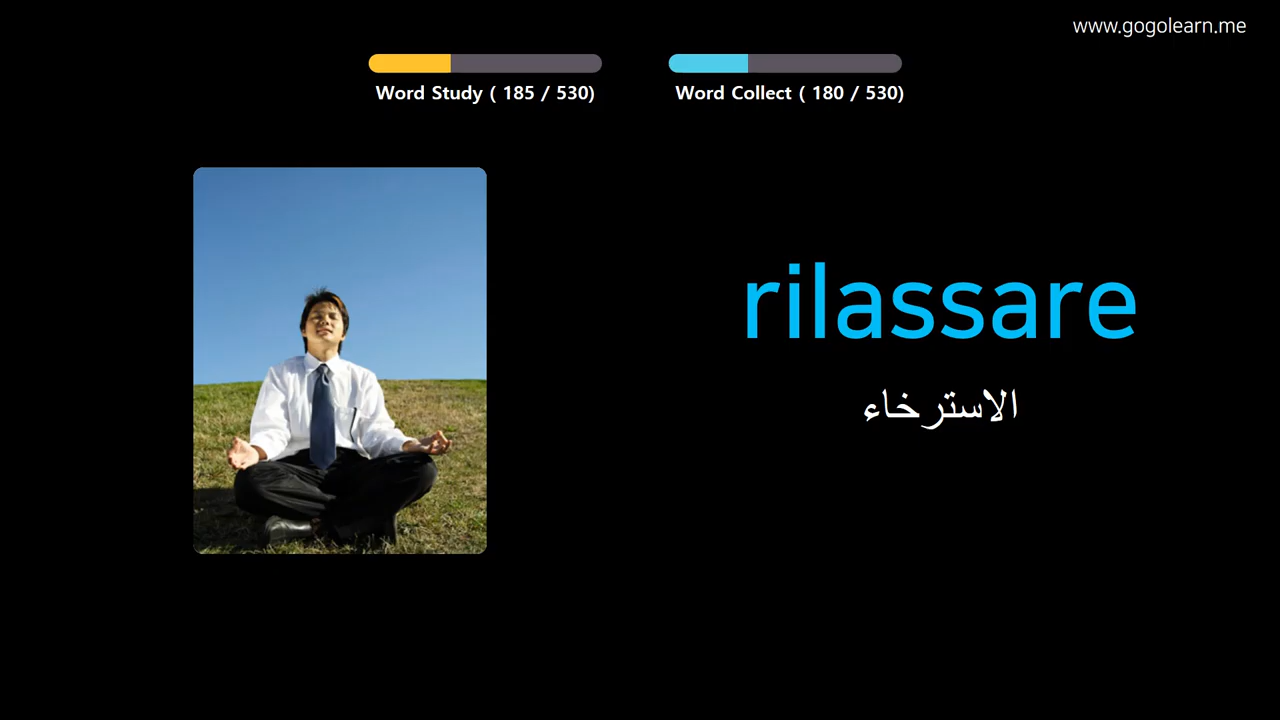 www.gogolearn.me
Word Study ( 185 / 530)
Word Collect ( 180 / 530)
rilassare
الاسترخاء